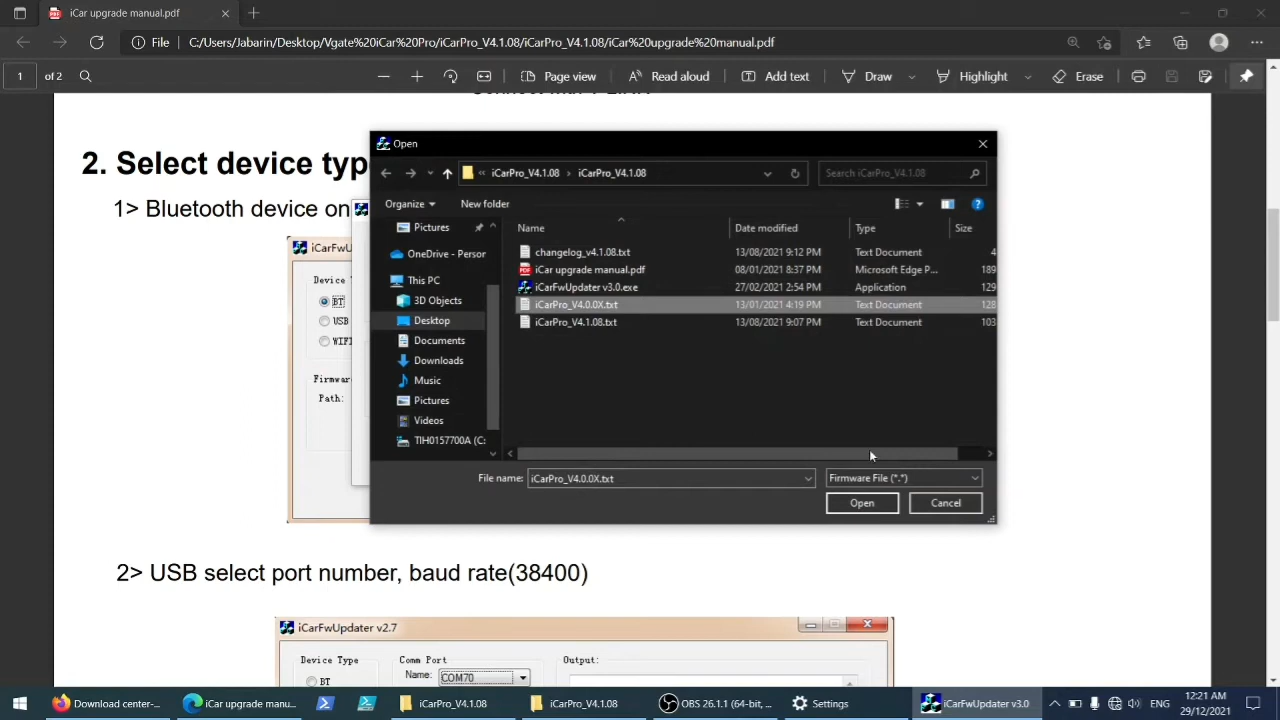 iCar upgrade manual.pdf
File C:/Users/Jabarin/Desktop/Vgate%20iCar%20Pro/iCarPro_V4.1.08/iCarPro_V4.1.08/iCar%20upgrade%20manual.pdf
1 of 2 Page view Read aloud Add text Draw Highlight Erase
2. Select device typ
1> Bluetooth device on
iCarFwU
Device T
BT
USB
WIFI
Firmwar
Path:
Open
iCarPro_V4.1.08 iCarPro_V4.1.08 Search iCarPro_V4.1.08
Organize New folder
Pictures
OneDrive - Person
This PC
3D Objects
Desktop
Documents
Downloads
Music
Pictures
Videos
TIH0157700A (C:
Name Date modified Type Size
changelog_v4.1.08.txt 13/08/2021 9:12 PM Text Document 4
iCar upgrade manual.pdf 08/01/2021 8:37 PM Microsoft Edge P... 189
iCarFwUpdater v3.0.exe 27/02/2021 2:54 PM Application 129
iCarPro_V4.0.0X.txt 13/01/2021 4:19 PM Text Document 128
iCarPro_V4.1.08.txt 13/08/2021 9:07 PM Text Document 103
File name: iCarPro_V4.0.0X.txt Firmware File (*.*)
Open Cancel
2> USB select port number, baud rate(38400)
iCarFwUpdater v2.7
Device Type Comm Port Output:
BT Name: COM70
Download center-... iCar upgrade manu... iCarPro_V4.1.08 iCarPro_V4.1.08 OBS 26.1.1 (64-bit, ... Settings iCarFwUpdater v3.0 ENG 12:21 AM
29/12/2021